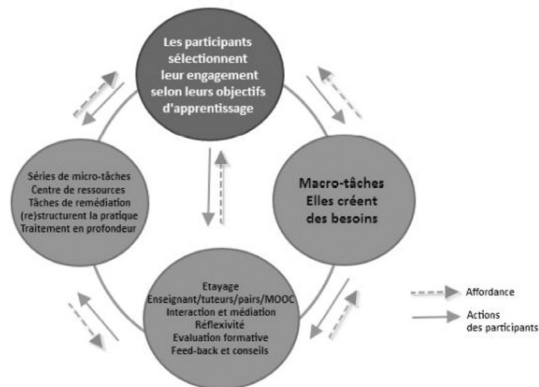 Les participants
sélectionnent
leur engagement
selon leurs objectifs
d'apprentissage
Séries de micro-tâches
Centre de ressources
Tâches de remédiation
(re)structurent la pratique
Traitement en profondeur
Macro-tâches
Elles créent
des besoins
Etayage
Enseignant/tuteurs/pairs/MOOC
Interaction et médiation
Réflexivité
Evaluation formative
Feed-back et conseils
Affordance
Actions
des participants